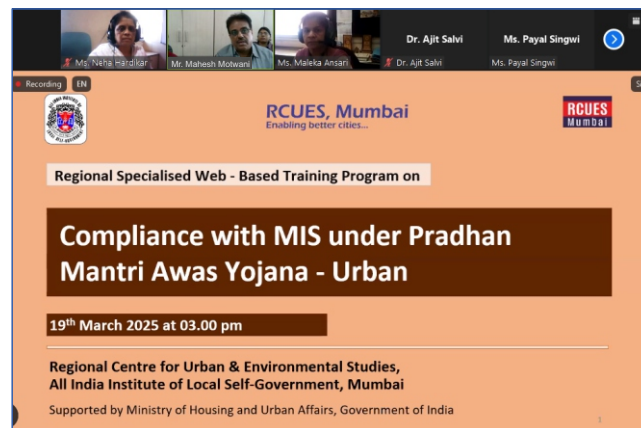 Ms. Neha Hardikar
Mr. Mahesh Motwani
Ms. Maleka Ansari
Dr. Ajit Salvi
Dr. Ajit Salvi
Ms. Payal Singwi
Ms. Payal Singwi
Recording
EN
RCUES, Mumbai
Enabling better cities...
RCUES
Mumbai
Regional Specialised Web - Based Training Program on
Compliance with MIS under Pradhan
Mantri Awas Yojana - Urban
19th March 2025 at 03.00 pm
Regional Centre for Urban & Environmental Studies,
All India Institute of Local Self-Government, Mumbai
Supported by Ministry of Housing and Urban Affairs, Government of India
1